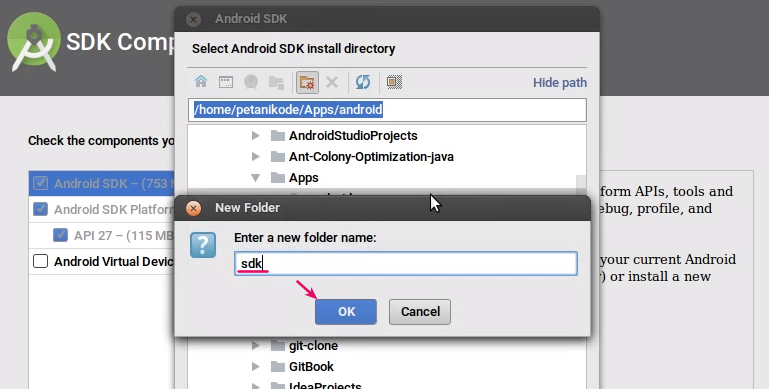 Android SDK
SDK Comp
Select Android SDK install directory
Hide path
/home/petanikode/Apps/android
Check the components yo
AndroidStudioProjects
Ant-Colony-Optimization-java
Apps
Android SDK – (753 M
Android SDK Platform
API 27 – (115 MB
Android Virtual Devic
form APIs, tools and
ebug, profile, and
your current Android
) or install a new
New Folder
Enter a new folder name:
sdk
OK
Cancel
git-clone
GitBook
IdeaProjects